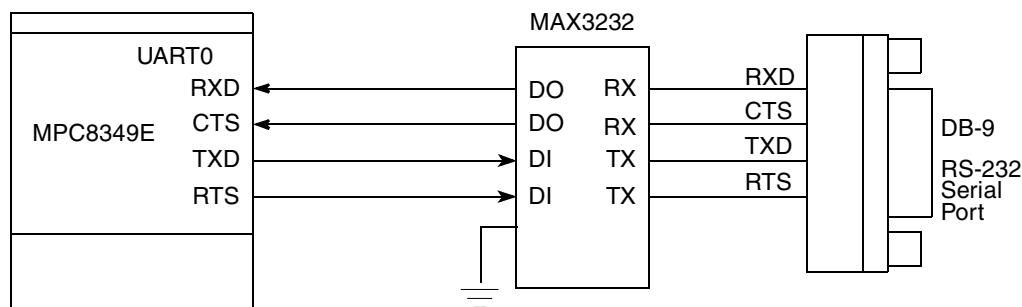 MAX3232
UART0
RXD
CTS
TXD
RTS
MPC8349E
DO RX
DO RX
DI TX
DI TX
RXD
CTS
TXD
RTS
DB-9
RS-232
Serial
Port